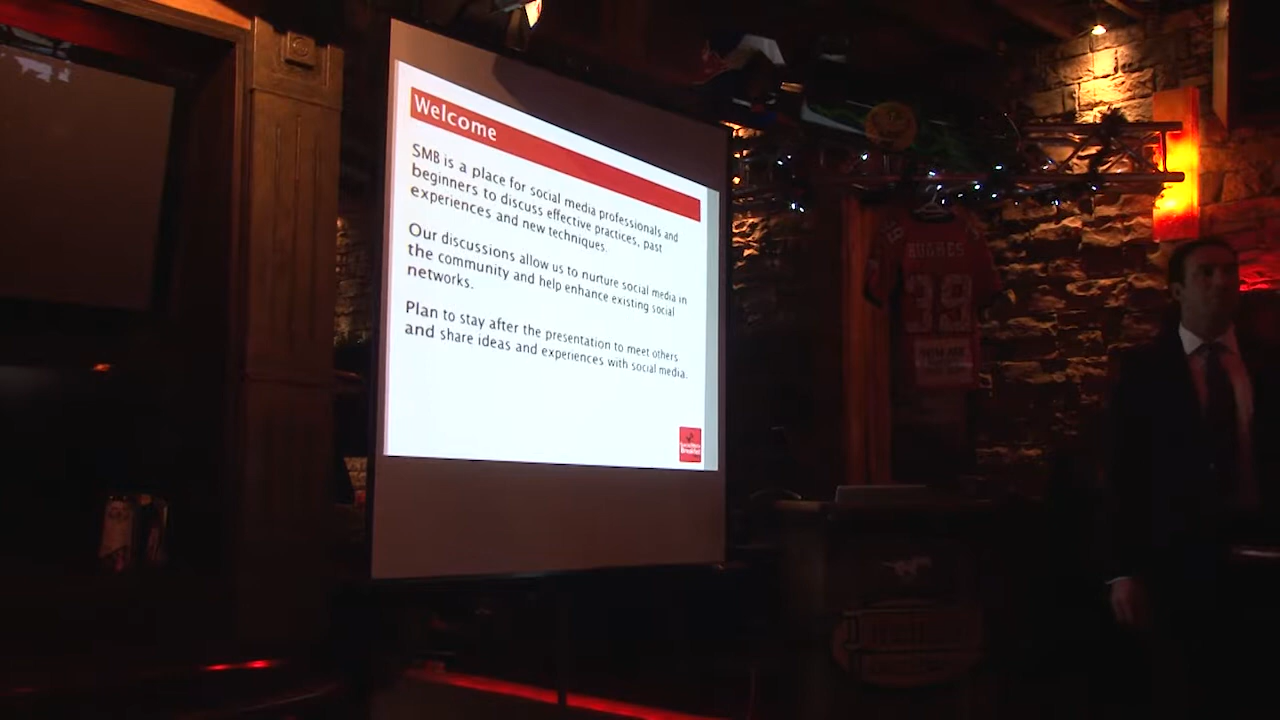 Welcome
SMB is a place for social media professionals and
beginners to discuss effective practices, past
experiences and new techniques.
Our discussions allow us to nurture social media in
the community and help enhance existing social
networks.
Plan to stay after the presentation to meet others
and share ideas and experiences with social media.
Breakfast
HUGHES
39